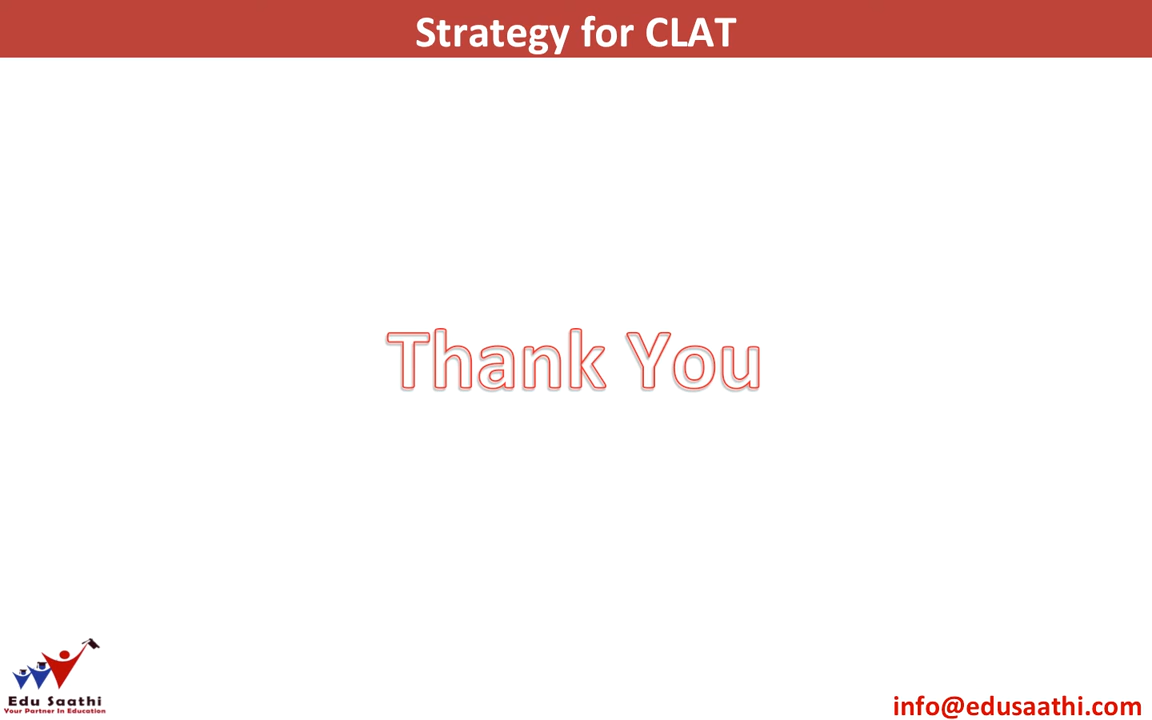 Strategy for CLAT
Thank You
Edu Saathi
Your Partner In Education
info@edusaathi.com